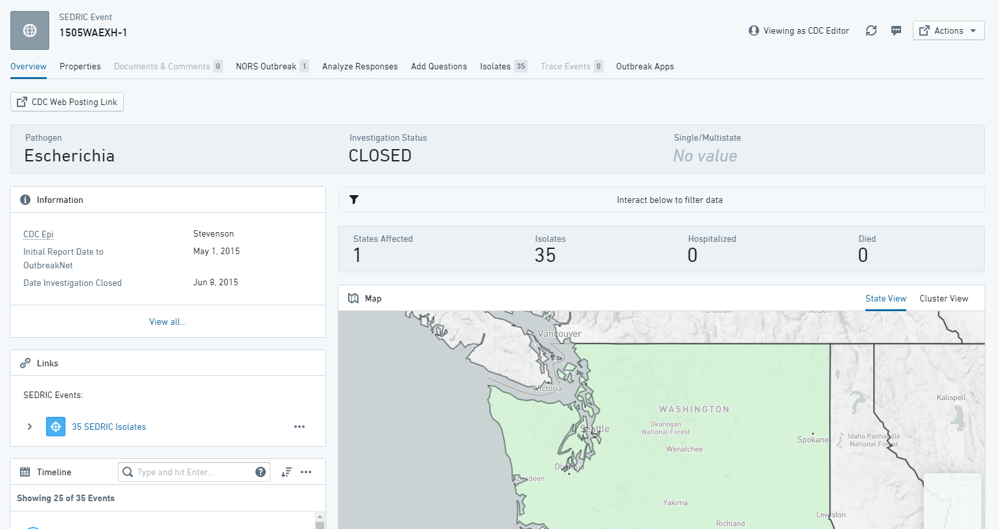 SEDRIC Event
1505WAEXH-1
Viewing as CDC Editor
Actions
Overview Properties Documents & Comments 0 NORS Outbreak 1 Analyze Responses Add Questions Isolates 35 Trace Events 0 Outbreak Apps
CDC Web Posting Link
Pathogen Investigation Status Single/Multistate
Escherichia CLOSED No value
Information
CDC Epi Stevenson
Initial Report Date to May 1, 2015
OutbreakNet
Date Investigation Closed Jun 8, 2015
View all...
Links
SEDRIC Events:
35 SEDRIC Isolates
Timeline Type and hit Enter...
Showing 25 of 35 Events
Interact below to filter data
States Affected Isolates Hospitalized Died
1 35 0 0
Map State View Cluster View
Penticton Nelson
Vancouver
Victoria
Kalispell
WASHINGTON
Okanogan
National Forest
Seattle
Spokane
Idaho Panhandle
National Forest
Wenatchee
Olympia
Aberdeen
Missoula
Yakima
Lewiston
Richland